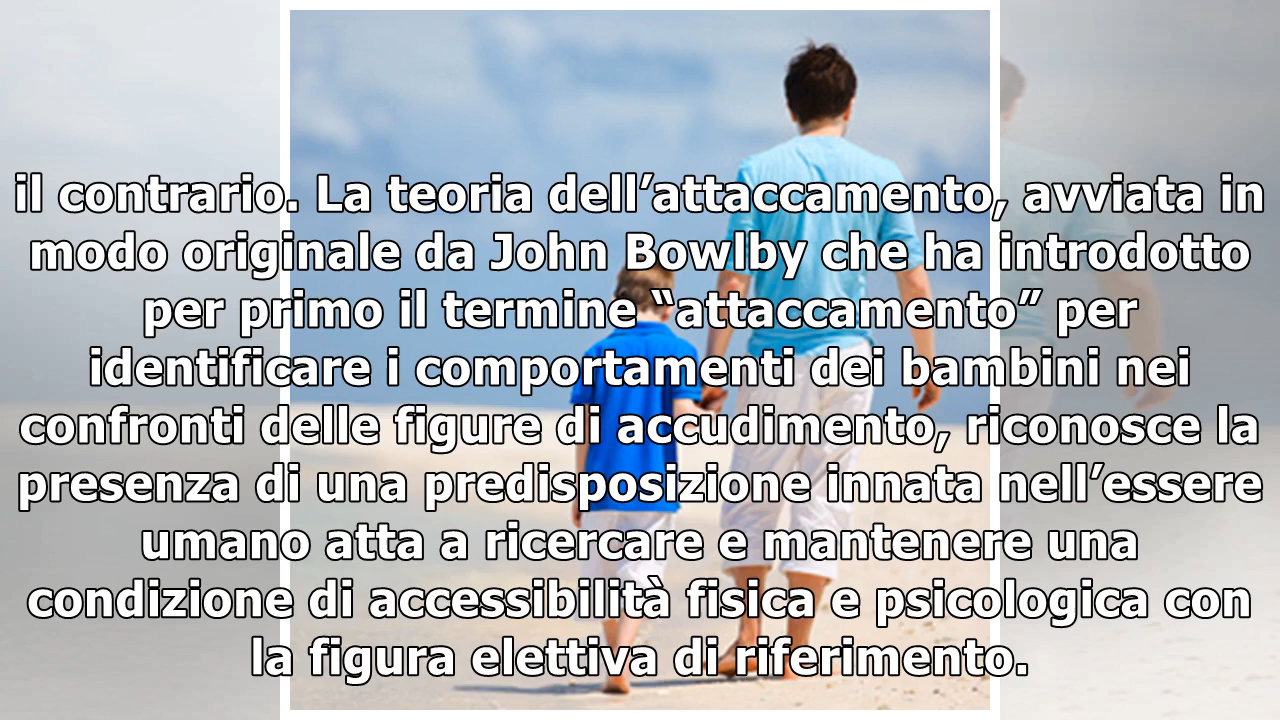 il contrario. La teoria dell’attaccamento, avviata in
modo originale da John Bowlby che ha introdotto
per primo il termine “attaccamento” per
identificare i comportamenti dei bambini nei
confronti delle figure di accudimento, riconosce la
presenza di una predisposizione innata nell’essere
umano atta a ricercare e mantenere una
condizione di accessibilità fisica e psicologica con
la figura elettiva di riferimento.